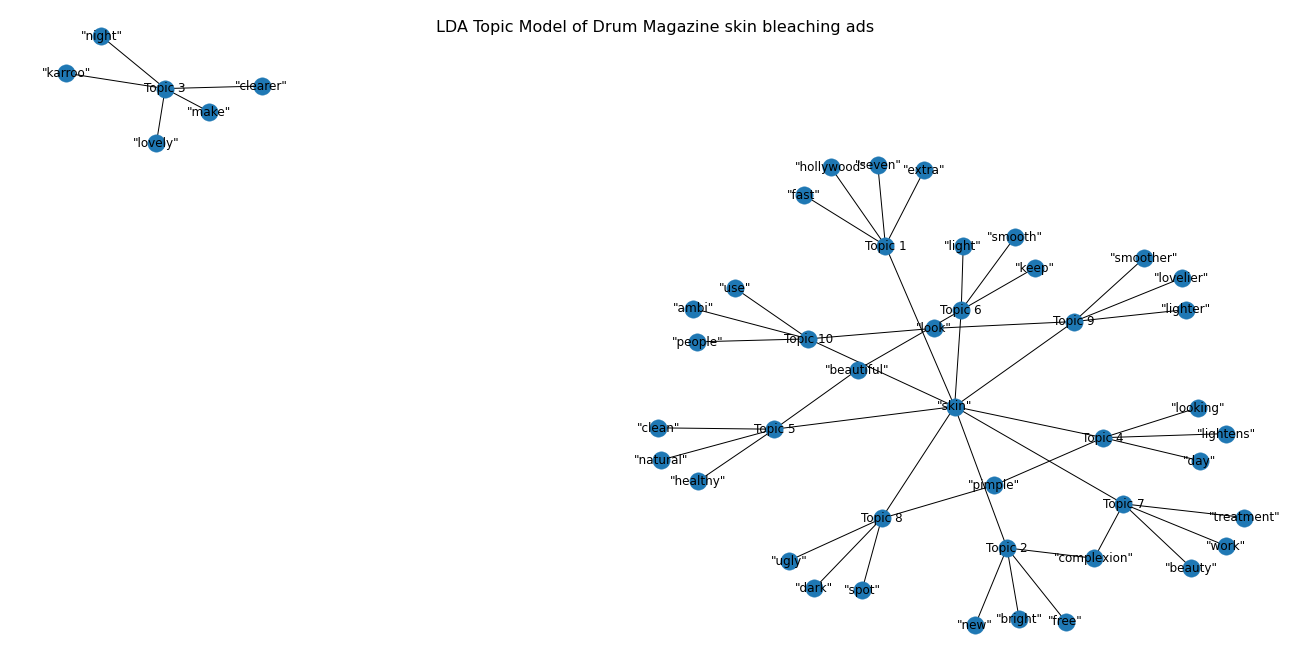 LDA Topic Model of Drum Magazine skin bleaching ads
"night"
"karroo"
Topic 3
"clearer"
"make"
"lovely"
"hollywood"
"seven"
"extra"
"fast"
Topic 1
"light"
"smooth"
"keep"
"smoother"
"lovelier"
"lighter"
"use"
"ambi"
"people"
Topic 10
Topic 6
"look"
Topic 9
"beautiful"
"skin"
"clean"
"natural"
"healthy"
Topic 5
Topic 4
"looking"
"lightens"
"day"
"pimple"
Topic 8
Topic 7
"treatment"
"work"
"beauty"
Topic 2
"complexion"
"ugly"
"dark"
"spot"
"new"
"bright"
"free"